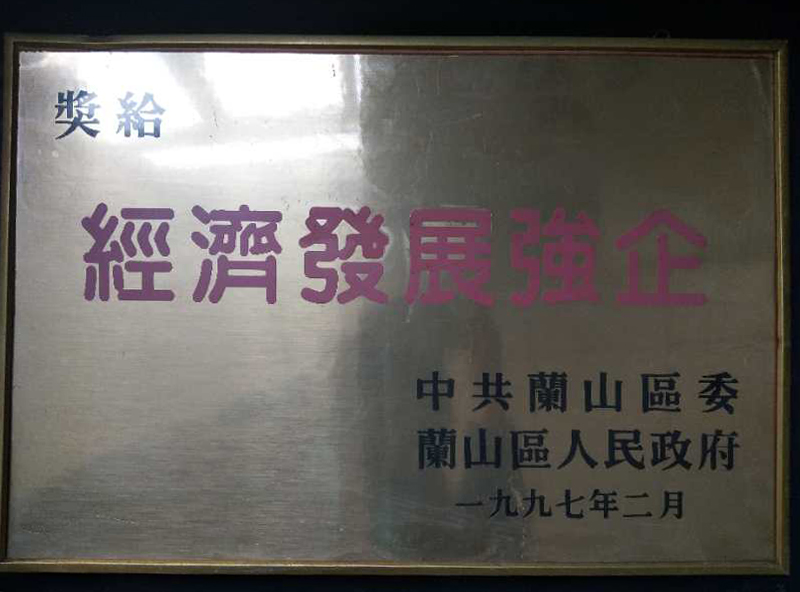 奬給
經濟發展強企
中共蘭山區委
蘭山區人民政府
一九九七年二月